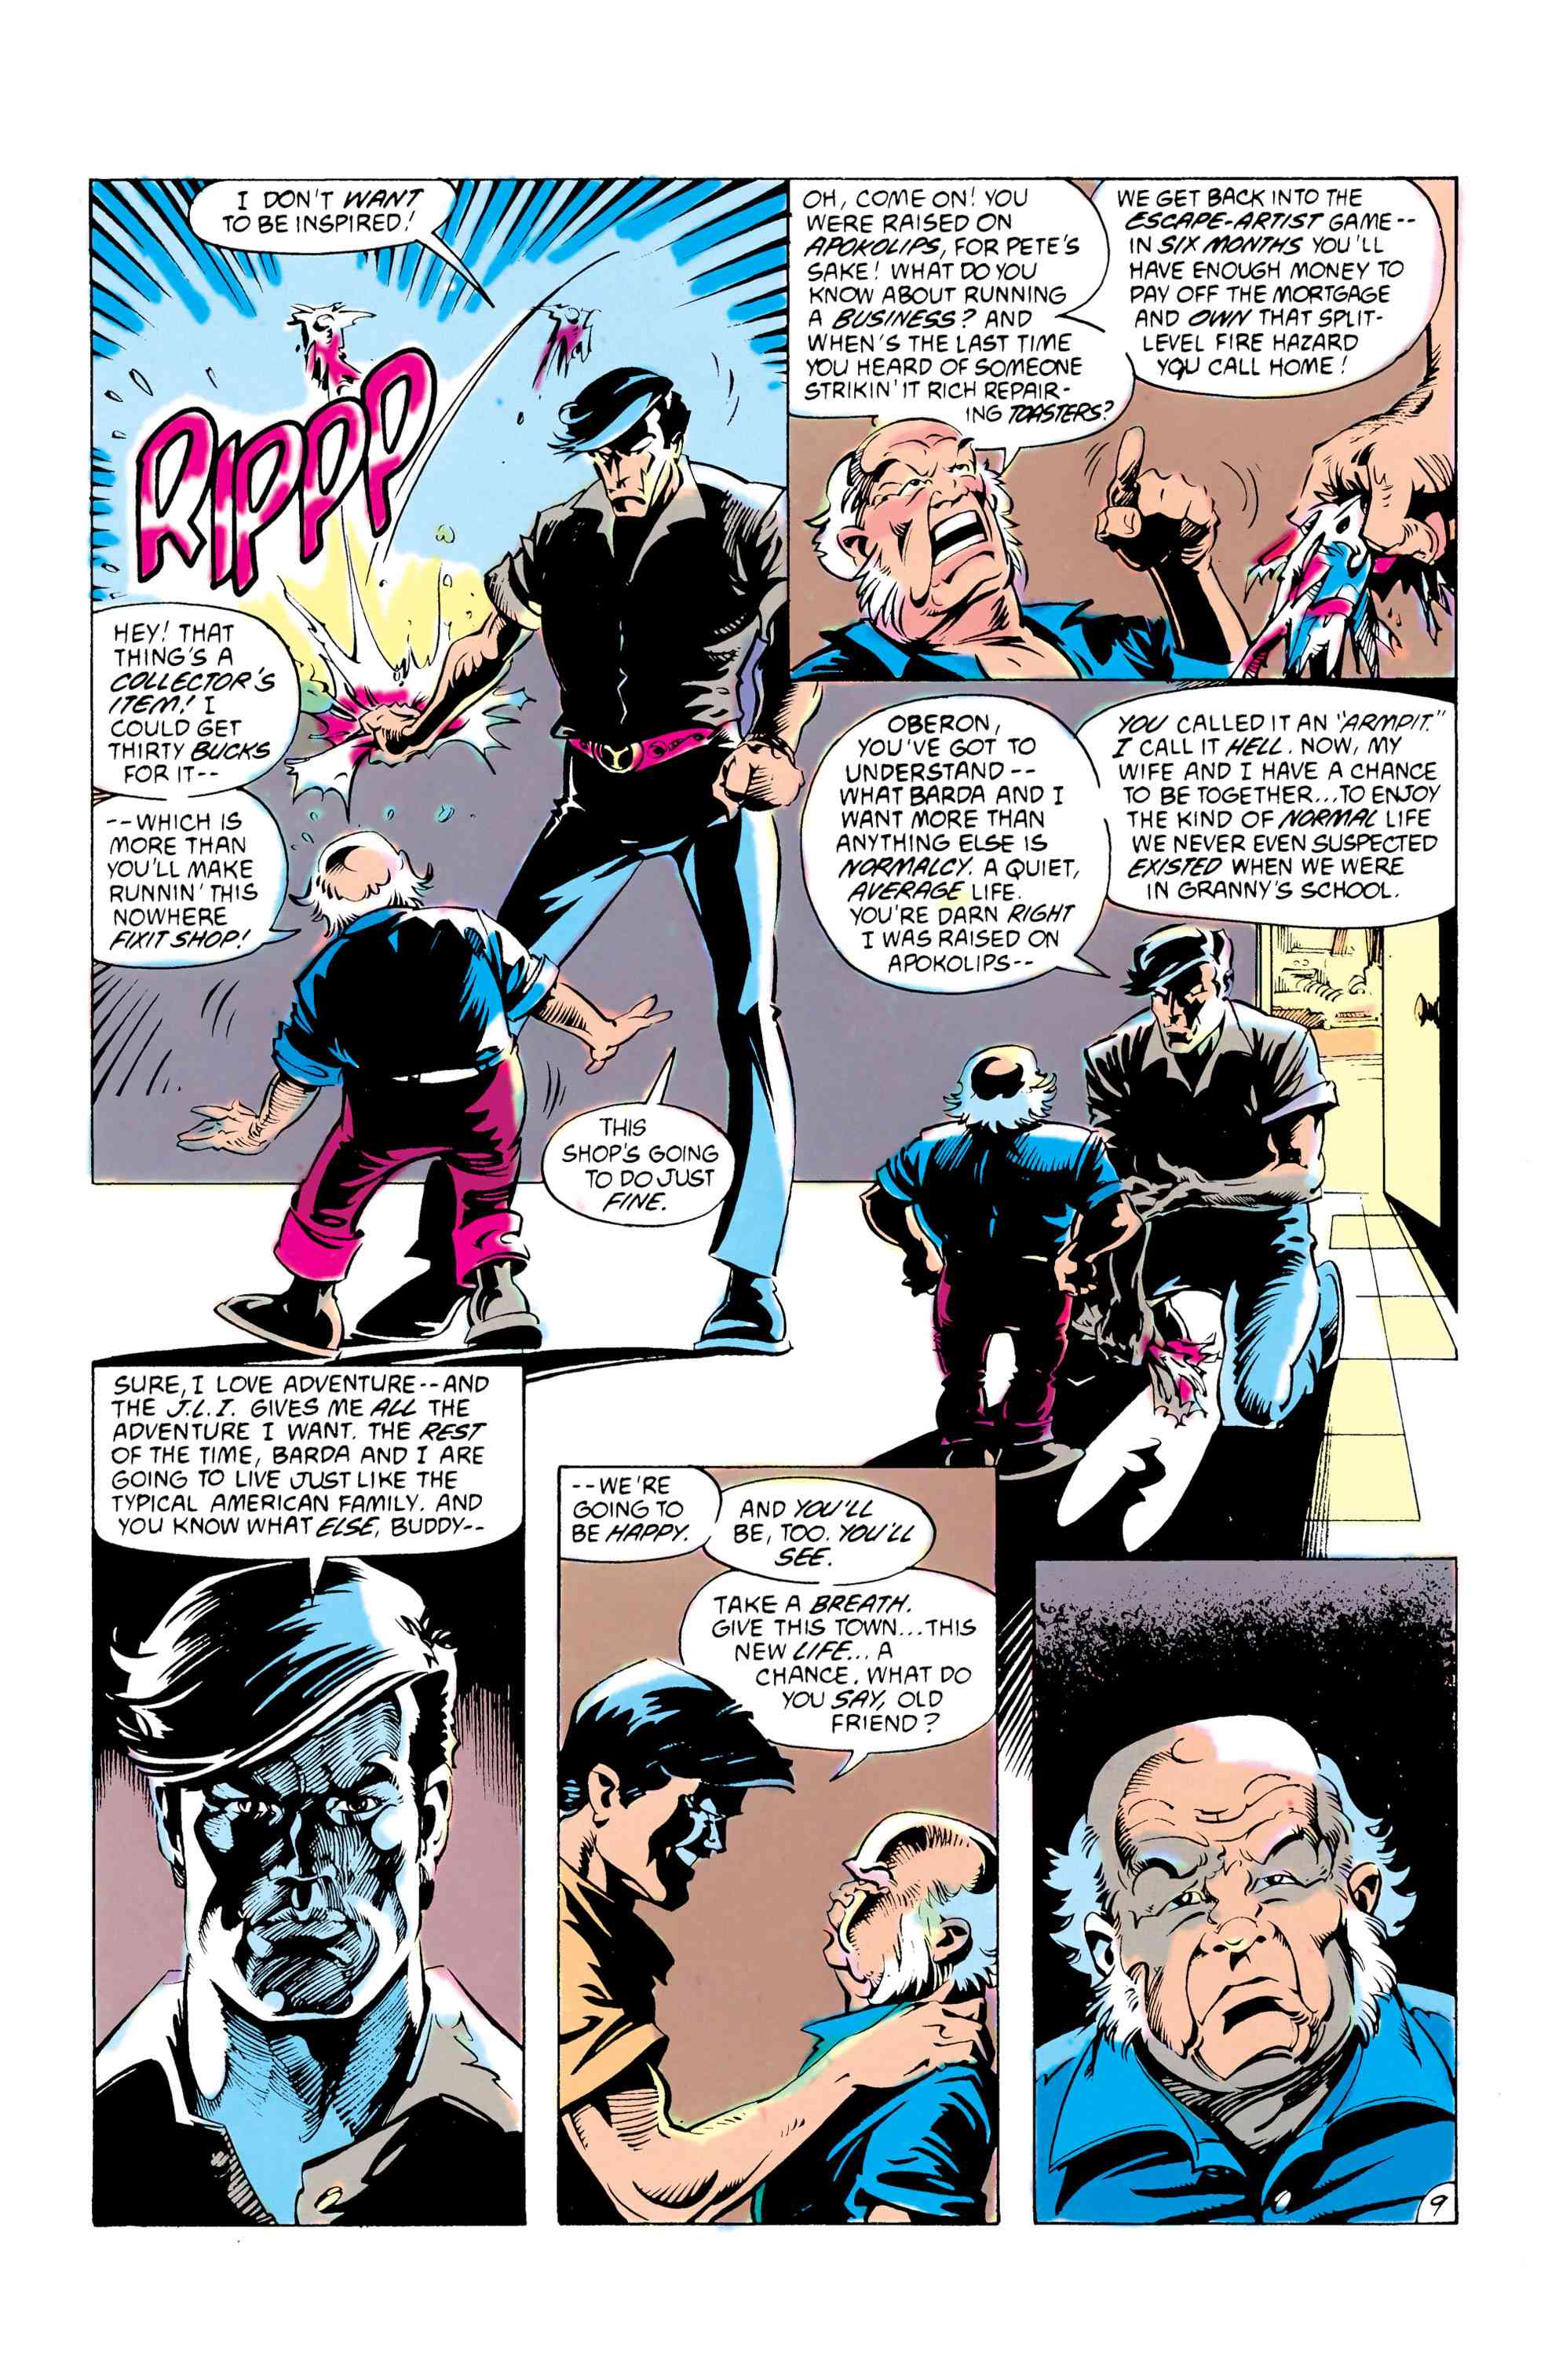 I DON'T WANT
TO BE INSPIRED!
RIPPP
HEY! THAT
THING'S A
COLLECTOR'S
ITEM! I
COULD GET
THIRTY BUCKS
FOR IT--
--WHICH IS
MORE THAN
YOU'LL MAKE
RUNNIN' THIS
NOWHERE
FIXIT SHOP!
THIS
SHOP'S GOING
TO DO JUST
FINE.
OH, COME ON! YOU
WERE RAISED ON
APOKOLIPS, FOR PETE'S
SAKE! WHAT DO YOU
KNOW ABOUT RUNNING
A BUSINESS? AND
WHEN'S THE LAST TIME
YOU HEARD OF SOMEONE
STRIKIN' IT RICH REPAIR-
ING TOASTERS?
WE GET BACK INTO THE
ESCAPE-ARTIST GAME--
IN SIX MONTHS YOU'LL
HAVE ENOUGH MONEY TO
PAY OFF THE MORTGAGE
AND OWN THAT SPLIT-
LEVEL FIRE HAZARD
YOU CALL HOME!
OBERON,
YOU'VE GOT TO
UNDERSTAND--
WHAT BARDA AND I
WANT MORE THAN
ANYTHING ELSE IS
NORMALCY. A QUIET,
AVERAGE LIFE.
YOU'RE DARN RIGHT
I WAS RAISED ON
APOKOLIPS--
YOU CALLED IT AN "ARMPIT."
I CALL IT HELL. NOW, MY
WIFE AND I HAVE A CHANCE
TO BE TOGETHER...TO ENJOY
THE KIND OF NORMAL LIFE
WE NEVER EVEN SUSPECTED
EXISTED WHEN WE WERE
IN GRANNY'S SCHOOL.
SURE, I LOVE ADVENTURE--AND
THE J.L.I. GIVES ME ALL THE
ADVENTURE I WANT. THE REST
OF THE TIME, BARDA AND I ARE
GOING TO LIVE JUST LIKE THE
TYPICAL AMERICAN FAMILY. AND
YOU KNOW WHAT ELSE, BUDDY--
--WE'RE
GOING TO
BE HAPPY.
AND YOU'LL
BE, TOO. YOU'LL
SEE.
TAKE A BREATH.
GIVE THIS TOWN...THIS
NEW LIFE... A
CHANCE. WHAT DO
YOU SAY, OLD
FRIEND?
9